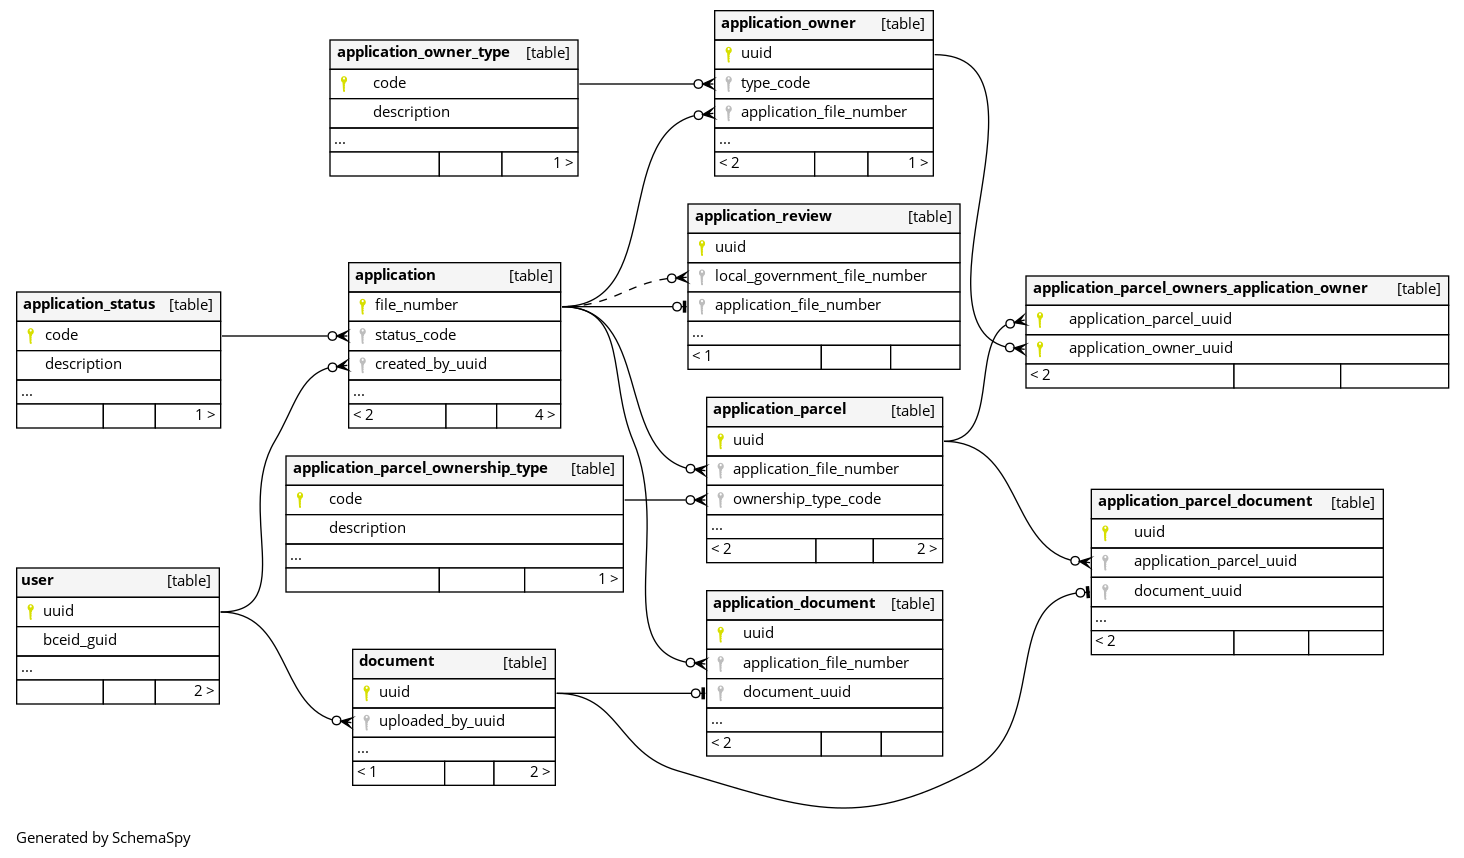 application_owner [table]
uuid
type_code
application_file_number
...
< 2 1 >
application_owner_type [table]
code
description
...
1 >
application_review [table]
uuid
local_government_file_number
application_file_number
...
< 1
application [table]
file_number
status_code
created_by_uuid
...
< 2 4 >
application_status [table]
code
description
...
1 >
application_parcel_owners_application_owner [table]
application_parcel_uuid
application_owner_uuid
< 2
application_parcel [table]
uuid
application_file_number
ownership_type_code
...
< 2 2 >
application_parcel_ownership_type [table]
code
description
...
1 >
application_parcel_document [table]
uuid
application_parcel_uuid
document_uuid
...
< 2
user [table]
uuid
bceid_guid
...
2 >
application_document [table]
uuid
application_file_number
document_uuid
...
< 2
document [table]
uuid
uploaded_by_uuid
...
< 1 2 >
Generated by SchemaSpy